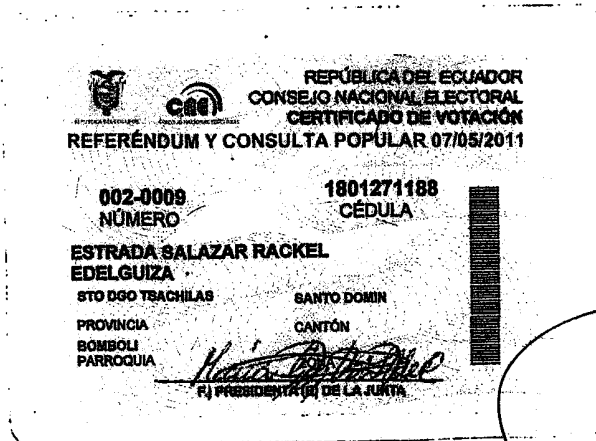 REPÚBLICA DEL ECUADOR
CONSEJO NACIONAL ELECTORAL
CERTIFICADO DE VOTACIÓN
REFERÉNDUM Y CONSULTA POPULAR 07/05/2011
002-0009
NÚMERO
1801271188
CÉDULA
ESTRADA SALAZAR RACKEL
EDELGUIZA
STO DGO TSACHILAS
SANTO DOMIN
PROVINCIA
CANTÓN
BOMBOLI
PARROQUIA
F.) PRESIDENTA (E) DE LA JUNTA